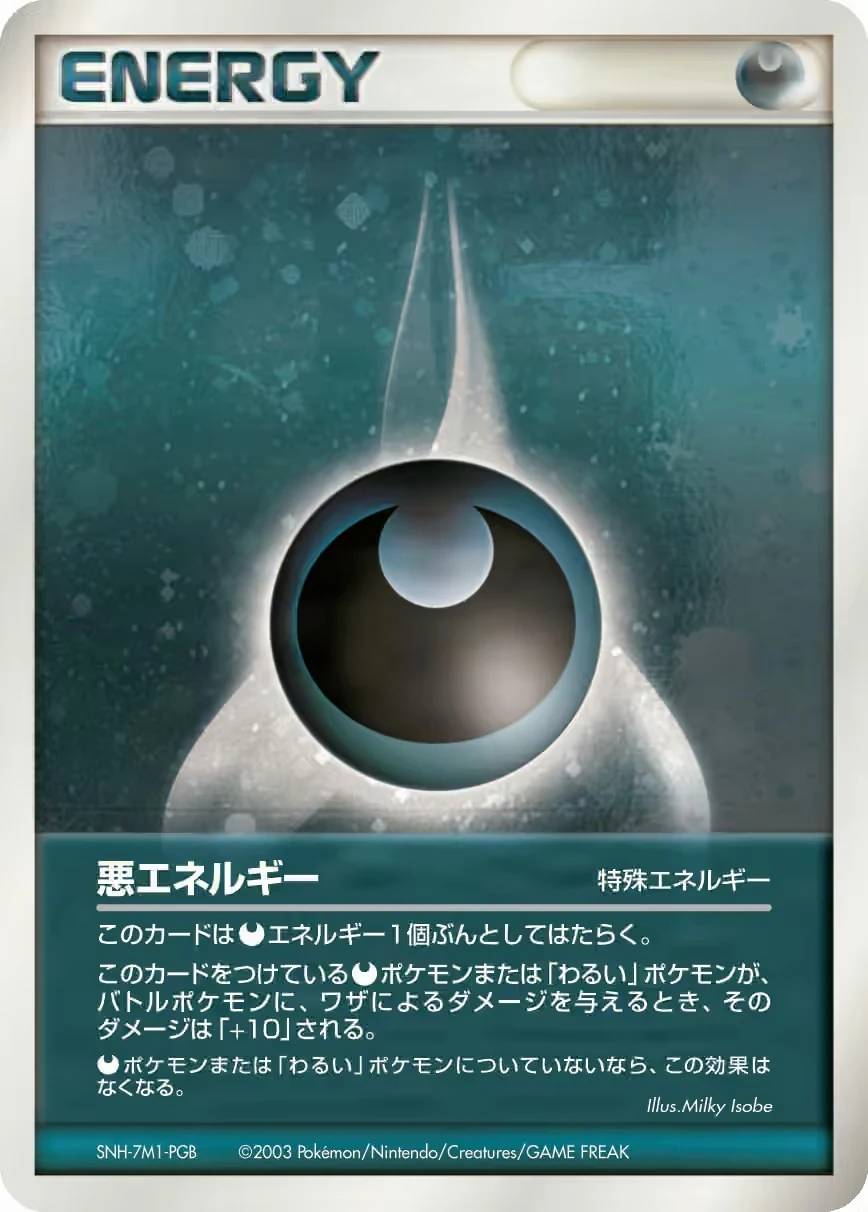 ENERGY
悪エネルギー
特殊エネルギー
このカードはエネルギー1個ぶんとしてはたらく。
このカードをつけているポケモンまたは「わるい」ポケモンが、
バトルポケモンに、ワザによるダメージを与えるとき、その
ダメージは「+10」される。
ポケモンまたは「わるい」ポケモンについていないなら、この効果は
なくなる。
Illus.Milky Isobe
SNH-7M1-PGB ©2003 Pokémon/Nintendo/Creatures/GAME FREAK